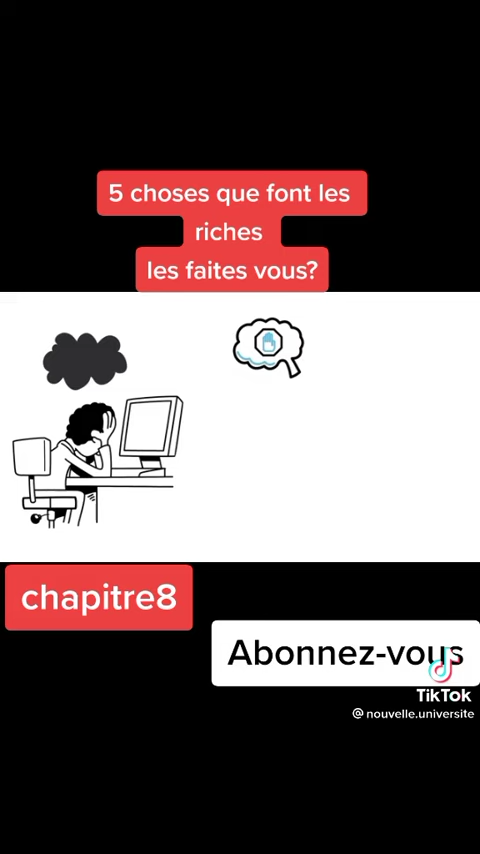 5 choses que font les
riches
les faites vous?
chapitre8
Abonnez-vous
TikTok
@nouvelle.universite